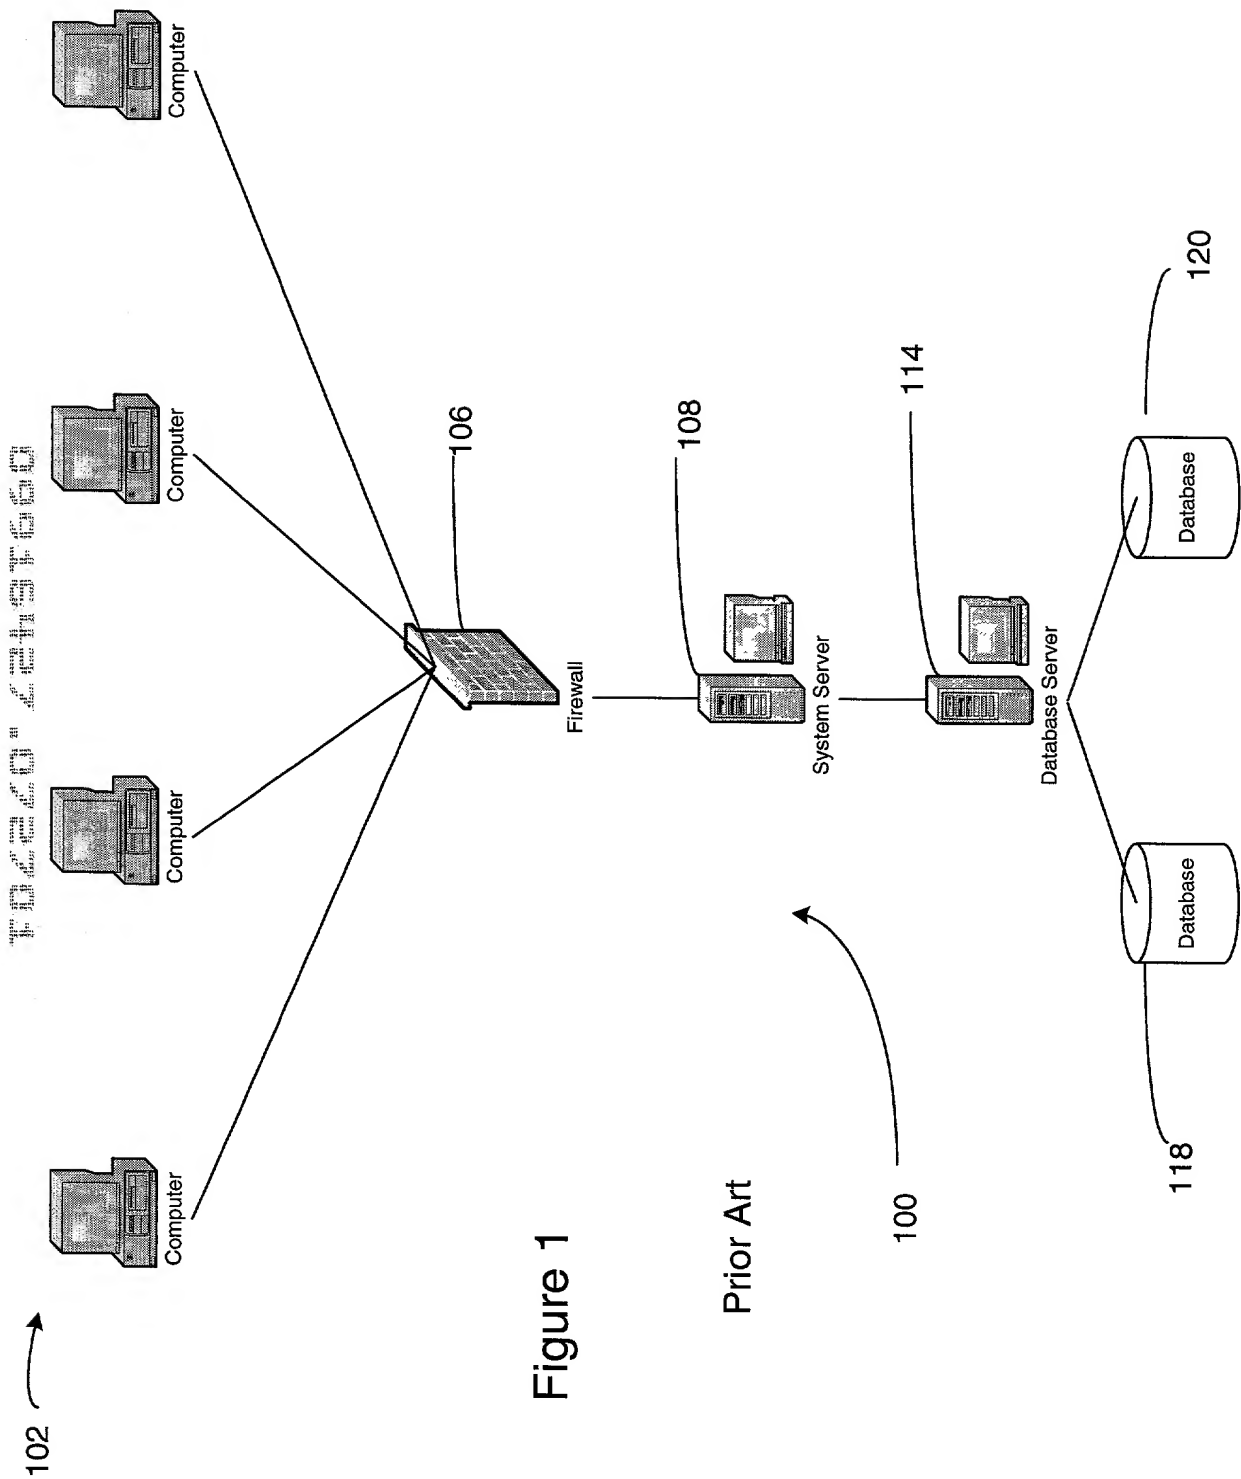 102
Computer
Computer
Computer
Computer
106
Firewall
108
System Server
114
Database Server
118
Database
120
Database
100
Figure 1
Prior Art